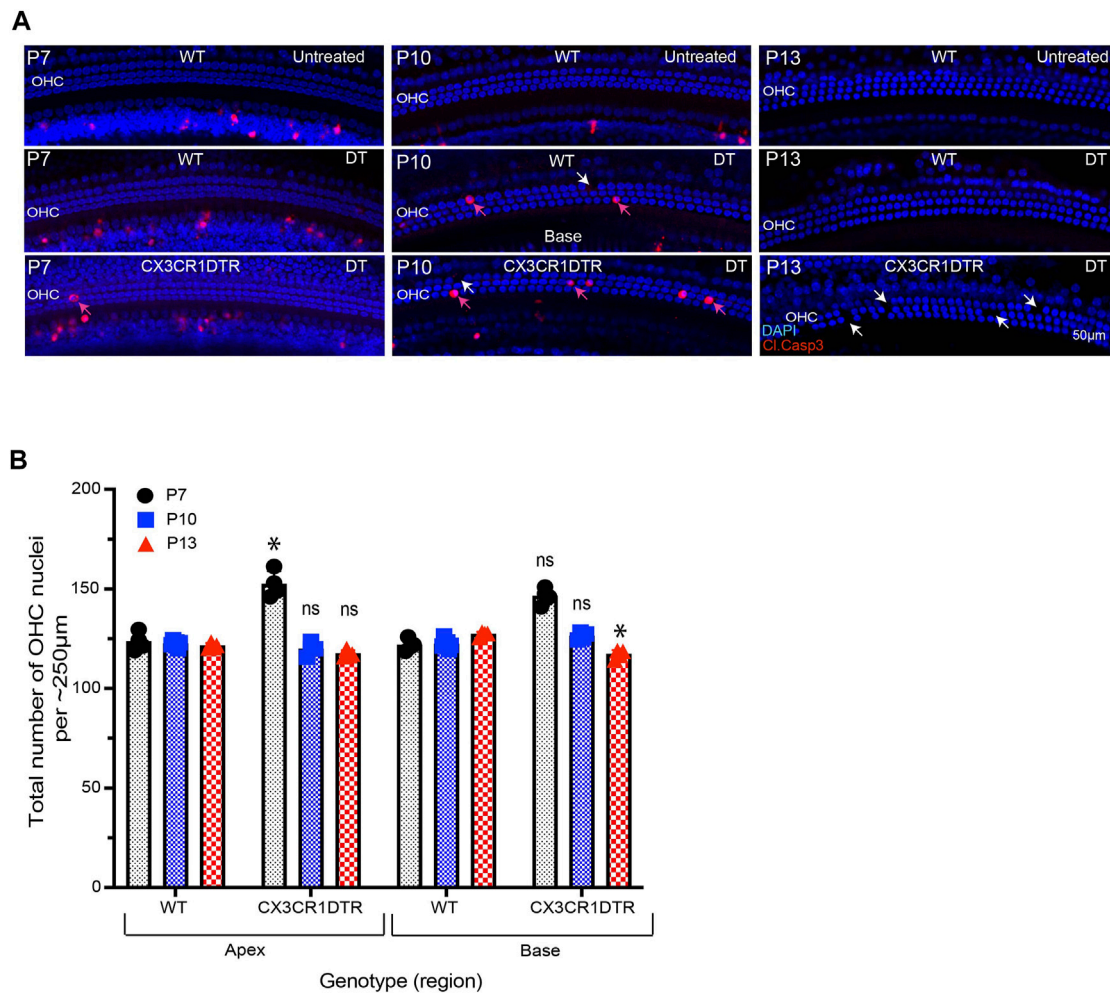 A
P7 WT Untreated
OHC
P10 WT Untreated
OHC
P13 WT Untreated
OHC
P7 WT DT
OHC
P10 WT DT
OHC
Base
P13 WT DT
OHC
P7 CX3CR1DTR DT
OHC
P10 CX3CR1DTR DT
OHC
P13 CX3CR1DTR DT
OHC
DAPI
Cl.Casp3
50µm
B
Total number of OHC nuclei
per ~250µm
200
150
100
50
0
P7
P10
P13
*
ns
ns
ns
ns
*
WT
CX3CR1DTR
WT
CX3CR1DTR
Apex
Base
Genotype (region)